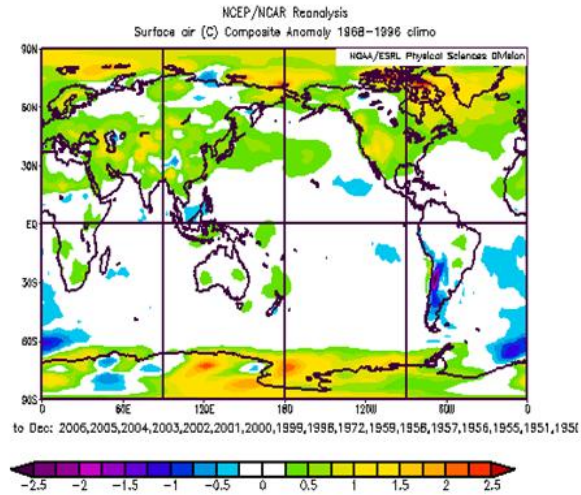 NCEP/NCAR Reanalysis
Surface air (C) Composite Anomaly 1968-1996 climo
NOAA/ESRL Physical Sciences Division
90N
60N
30N
EQ
30S
60S
90S
0 60E 120E 180 120W 60W 0
to Dec: 2006,2005,2004,2003,2002,2001,2000,1999,1998,1972,1959,1958,1957,1956,1955,1951,1950
-2.5 -2 -1.5 -1 -0.5 0 0.5 1 1.5 2 2.5